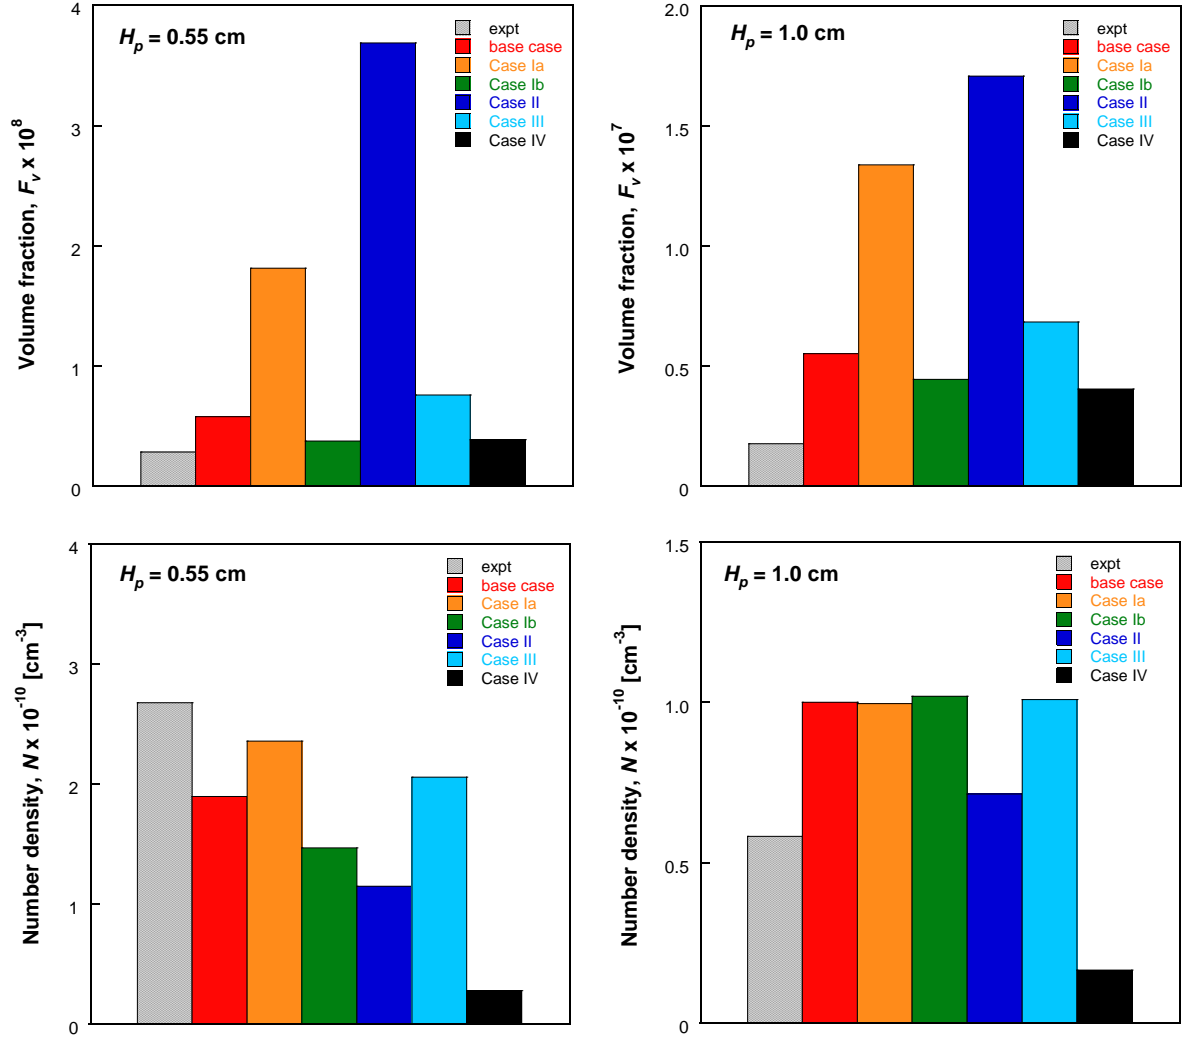 4
3
2
1
0
Volume fraction, Fv x 10^8
Hp = 0.55 cm
expt
base case
Case Ia
Case Ib
Case II
Case III
Case IV
2.0
1.5
1.0
0.5
0
Volume fraction, Fv x 10^7
Hp = 1.0 cm
expt
base case
Case Ia
Case Ib
Case II
Case III
Case IV
4
3
2
1
0
Number density, N x 10^-10 [cm^-3]
Hp = 0.55 cm
expt
base case
Case Ia
Case Ib
Case II
Case III
Case IV
1.5
1.0
0.5
0
Number density, N x 10^-10 [cm^-3]
Hp = 1.0 cm
expt
base case
Case Ia
Case Ib
Case II
Case III
Case IV